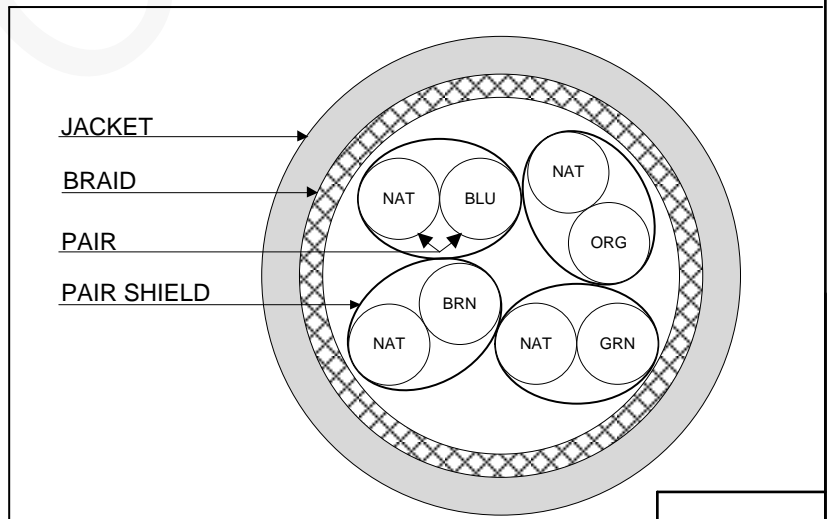 JACKET
BRAID
PAIR
PAIR SHIELD
NAT
BLU
NAT
ORG
NAT
BRN
NAT
GRN